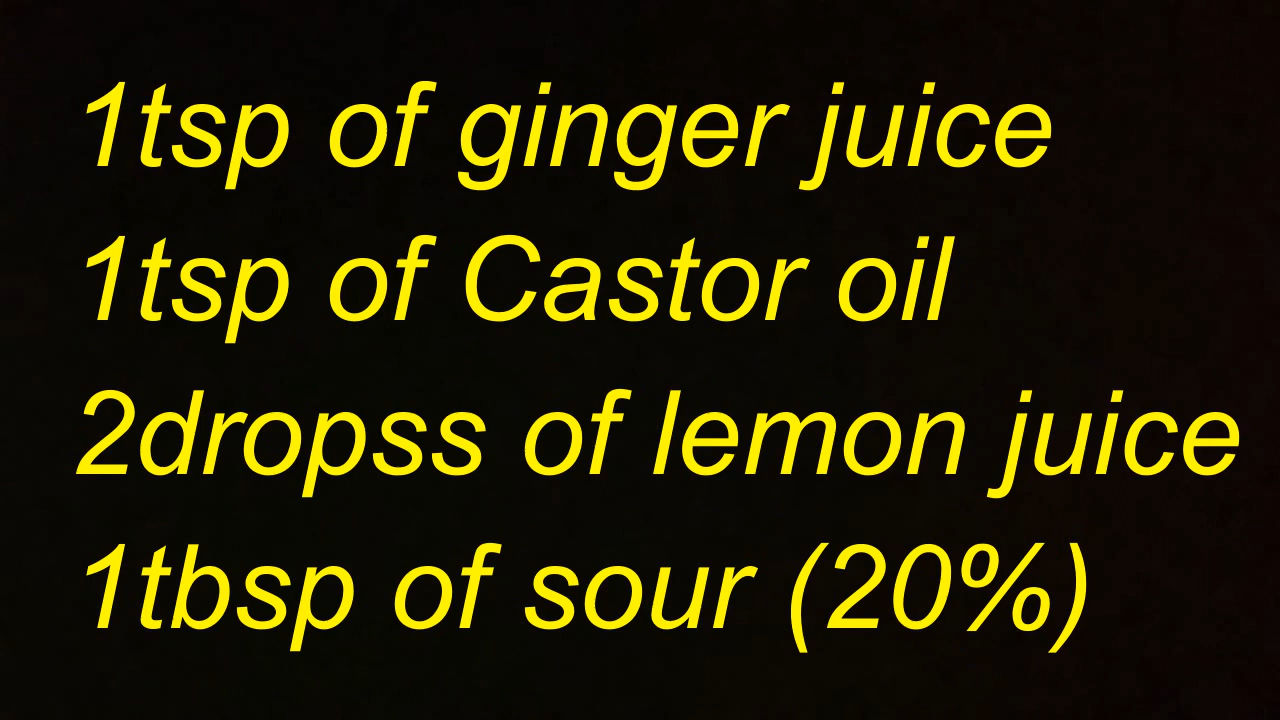 1tsp of ginger juice
1tsp of Castor oil
2dropss of lemon juice
1tbsp of sour (20%)